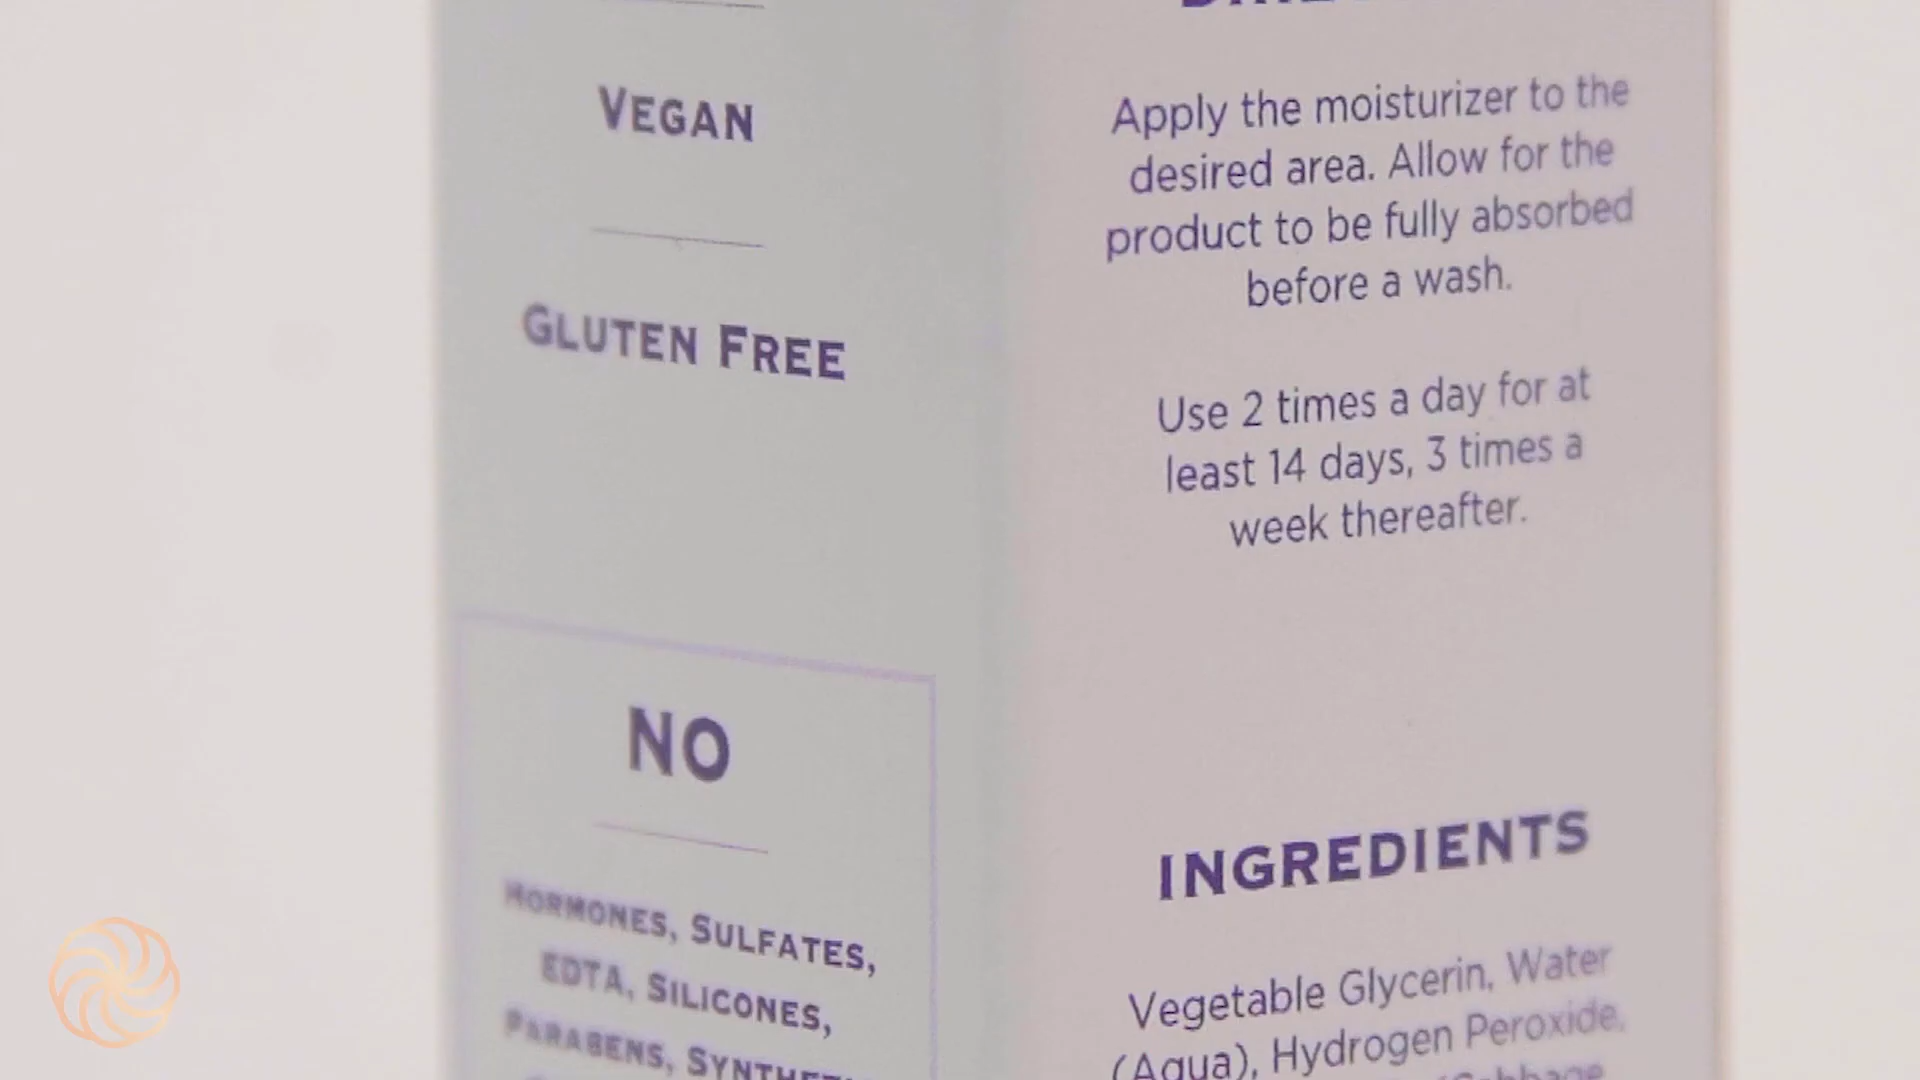 VEGAN
GLUTEN FREE
NO
HORMONES, SULFATES,
EDTA, SILICONES,
PARABENS,
Apply the moisturizer to the
desired area. Allow for the
product to be fully absorbed
before a wash.
Use 2 times a day for at
least 14 days, 3 times a
week thereafter.
INGREDIENTS
Vegetable Glycerin, Water
(Aqua), Hydrogen Peroxide,